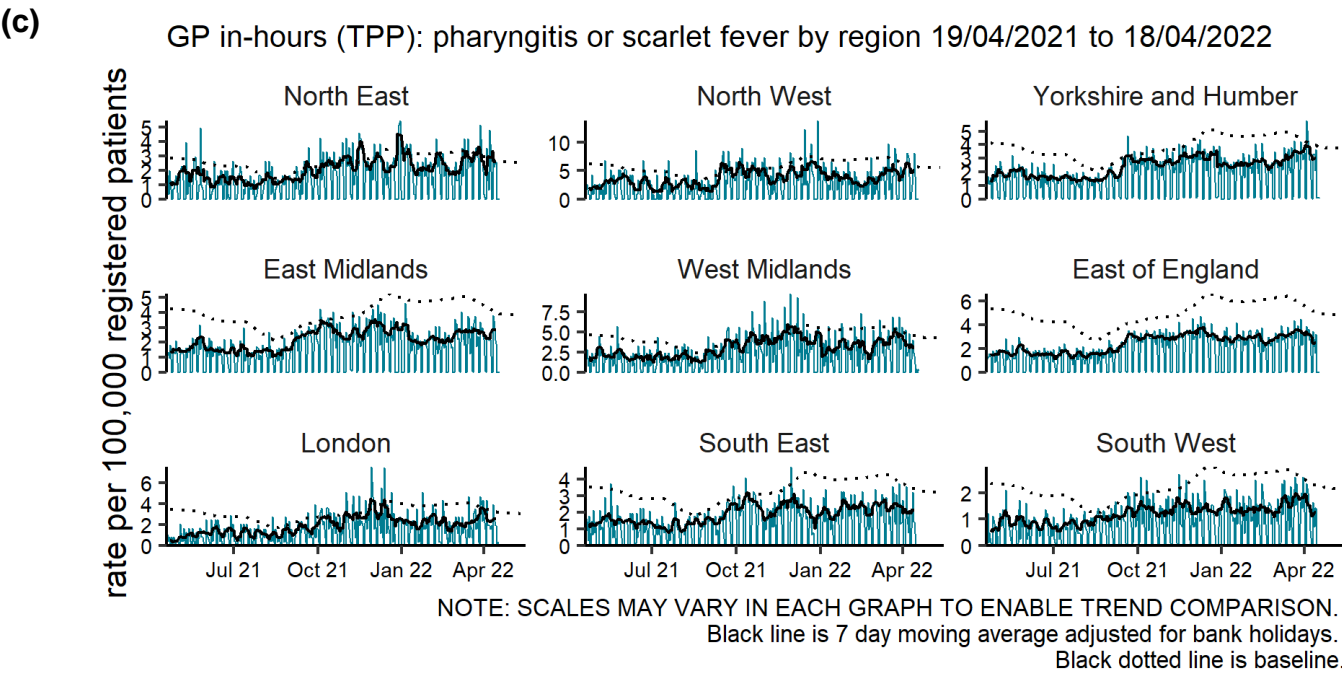 (c)
GP in-hours (TPP): pharyngitis or scarlet fever by region 19/04/2021 to 18/04/2022
rate per 100,000 registered patients
North East
5
4
3
2
1
0
North West
10
5
0
Yorkshire and Humber
5
4
3
2
1
0
East Midlands
5
4
3
2
1
0
West Midlands
7.5
5.0
2.5
0.0
East of England
6
4
2
0
London
6
4
2
0
Jul 21 Oct 21 Jan 22 Apr 22
South East
4
3
2
1
0
Jul 21 Oct 21 Jan 22 Apr 22
South West
2
1
0
Jul 21 Oct 21 Jan 22 Apr 22
NOTE: SCALES MAY VARY IN EACH GRAPH TO ENABLE TREND COMPARISON.
Black line is 7 day moving average adjusted for bank holidays.
Black dotted line is baseline.